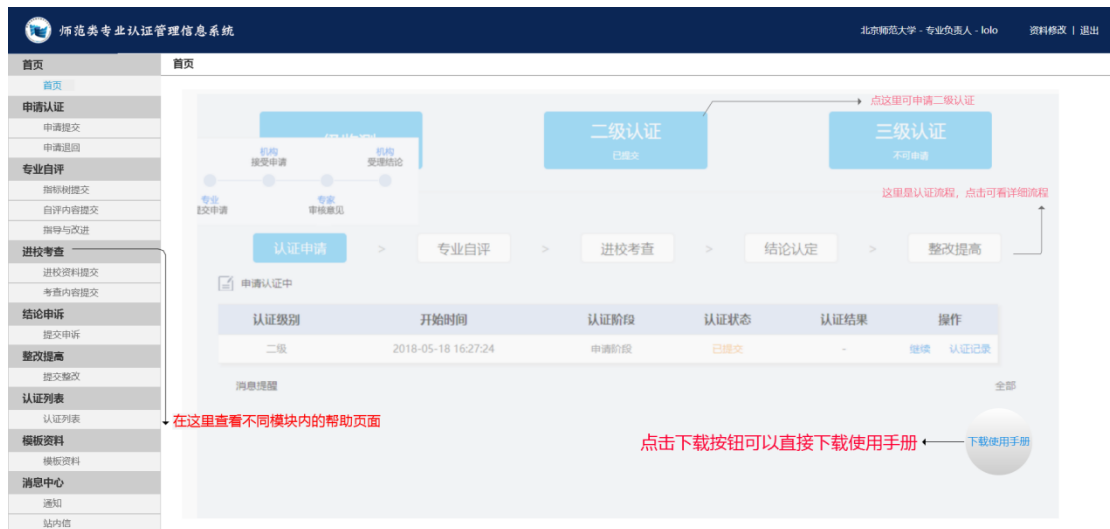 师范类专业认证管理信息系统
北京师范大学 - 专业负责人 - lolo 资料修改 | 退出
首页
首页
申请认证
申请提交
申请退回
专业自评
指标树提交
自评内容提交
指导与改进
进校考查
进校资料提交
考查内容提交
结论申诉
提交申诉
整改提高
提交整改
认证列表
认证列表
模板资料
模板资料
消息中心
通知
站内信
首页
点这里可申请二级认证
二级认证
已提交
三级认证
不可申请
机构
接受申请
机构
受理结论
专业
提交申请
专家
审核意见
这里是认证流程，点击可看详细流程
认证申请 > 专业自评 > 进校考查 > 结论认定 > 整改提高
申请认证中
认证级别 开始时间 认证阶段 认证状态 认证结果 操作
二级 2018-05-18 16:27:24 申请阶段 已提交 - 继续 认证记录
消息提醒 全部
在这里查看不同模块内的帮助页面
点击下载按钮可以直接下载使用手册
下载使用手册